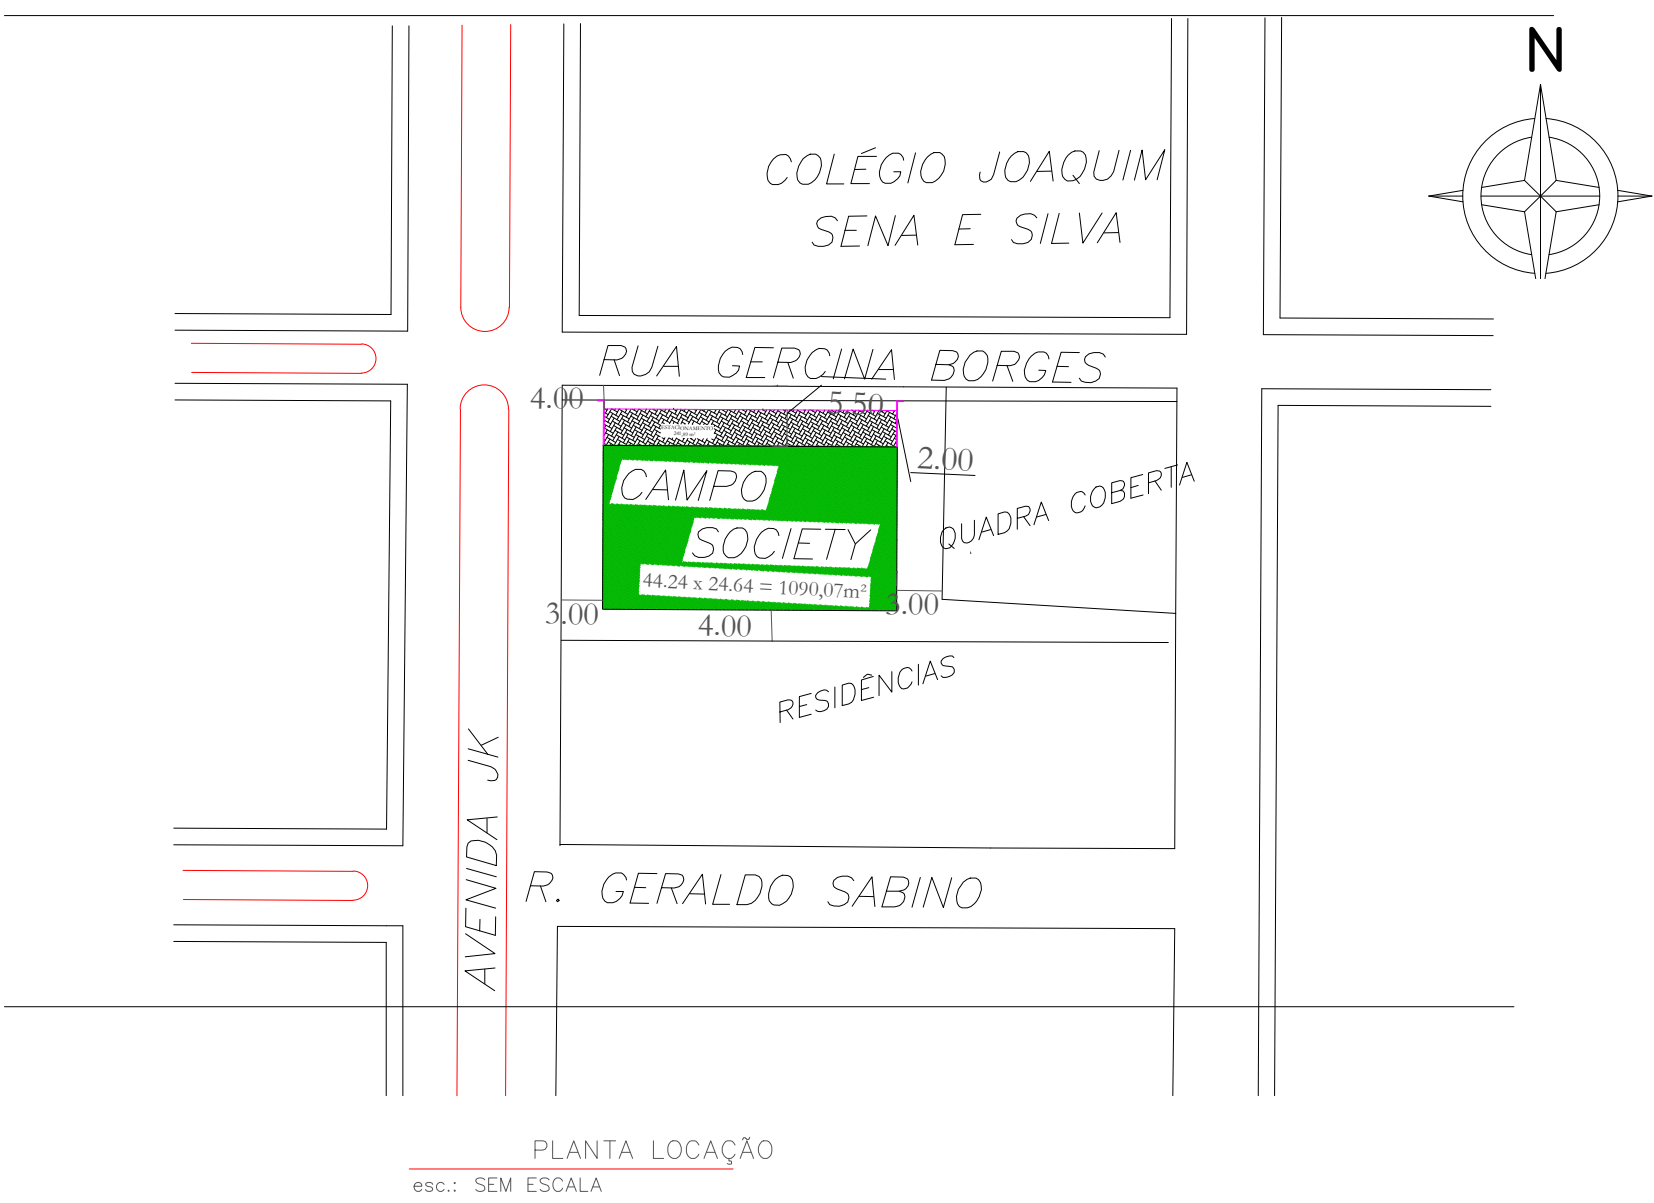 N
COLÉGIO JOAQUIM
SENA E SILVA
RUA GERCINA BORGES
4.00
5.50
ESTACIONAMENTO
2.00
CAMPO
QUADRA COBERTA
SOCIETY
44.24 x 24.64 = 1090,07m²
3.00
3.00
4.00
RESIDÊNCIAS
AVENIDA JK
R. GERALDO SABINO
PLANTA LOCAÇÃO
esc.: SEM ESCALA